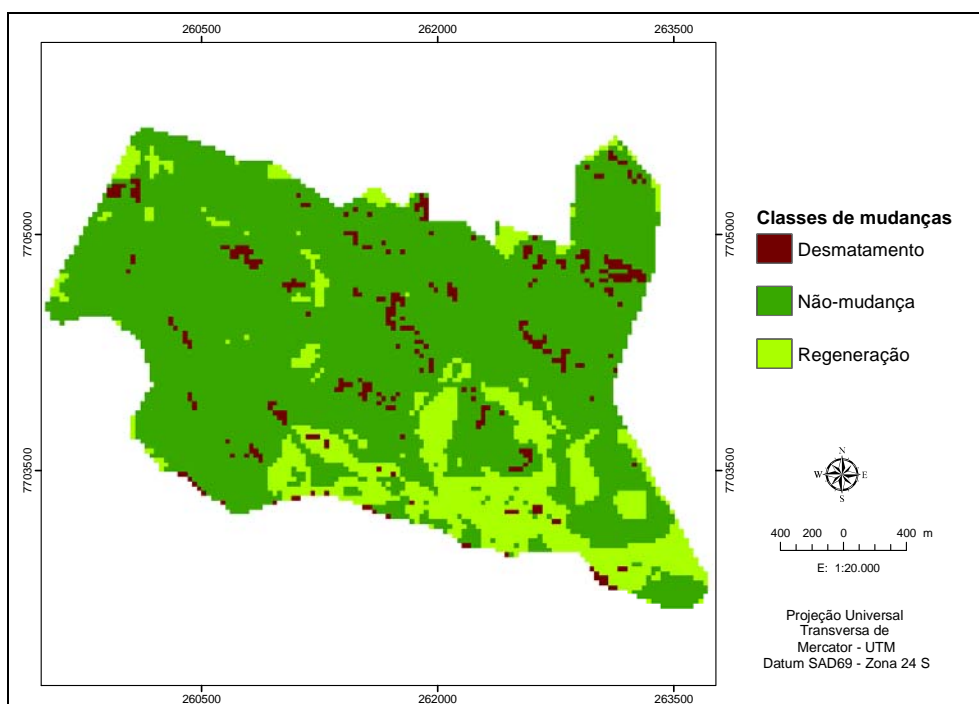 260500 262000 263500
7705000 7705000
7703500 7703500
260500 262000 263500
Classes de mudanças
Desmatamento
Não-mudança
Regeneração
N
W E
S
400 200 0 400 m
E: 1:20.000
Projeção Universal
Transversa de
Mercator - UTM
Datum SAD69 - Zona 24 S